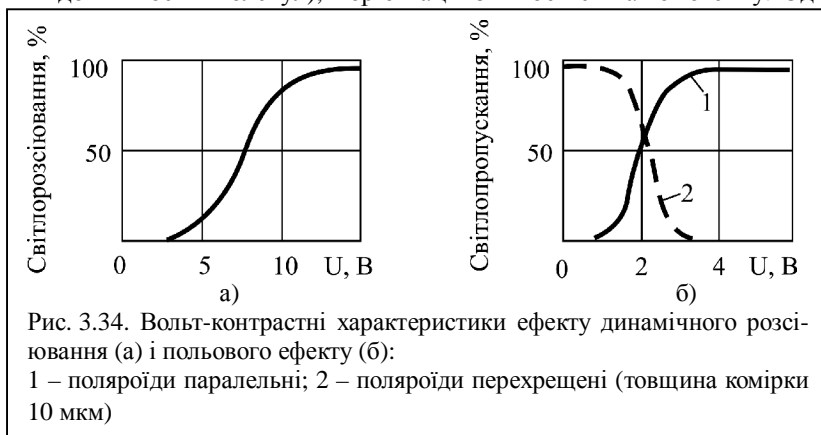 Світлорозсіювання, %
100
50
0
5
10
U, В
а)
Світлопропускання, %
100
50
1
2
0
2
4
U, В
б)
Рис. 3.34. Вольт-контрастні характеристики ефекту динамічного розсі-
ювання (а) і польового ефекту (б):
1 – поляроїди паралельні; 2 – поляроїди перехрещені (товщина комірки
10 мкм)